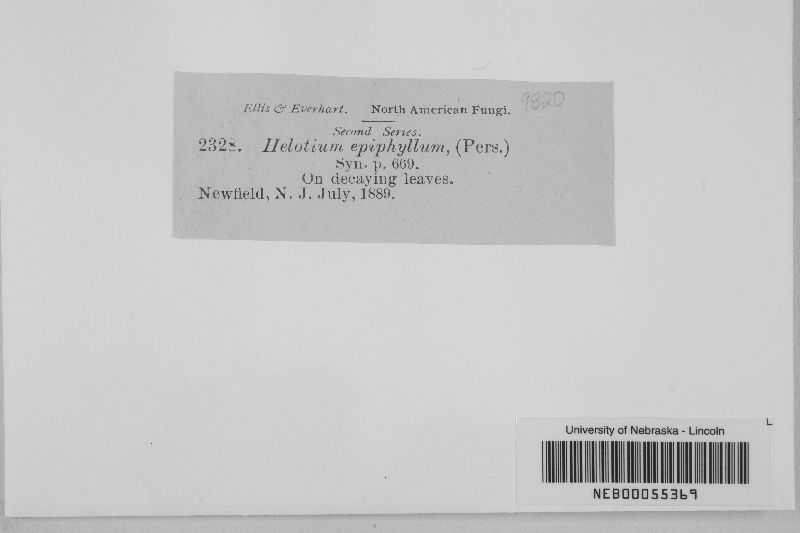 Ellis & Everhart. North American Fungi. 9820
Second Series.
2328. Helotium epiphyllum, (Pers.)
Syn. p. 669.
On decaying leaves.
Newfield, N. J. July, 1889.
L
University of Nebraska - Lincoln
NEB00055369